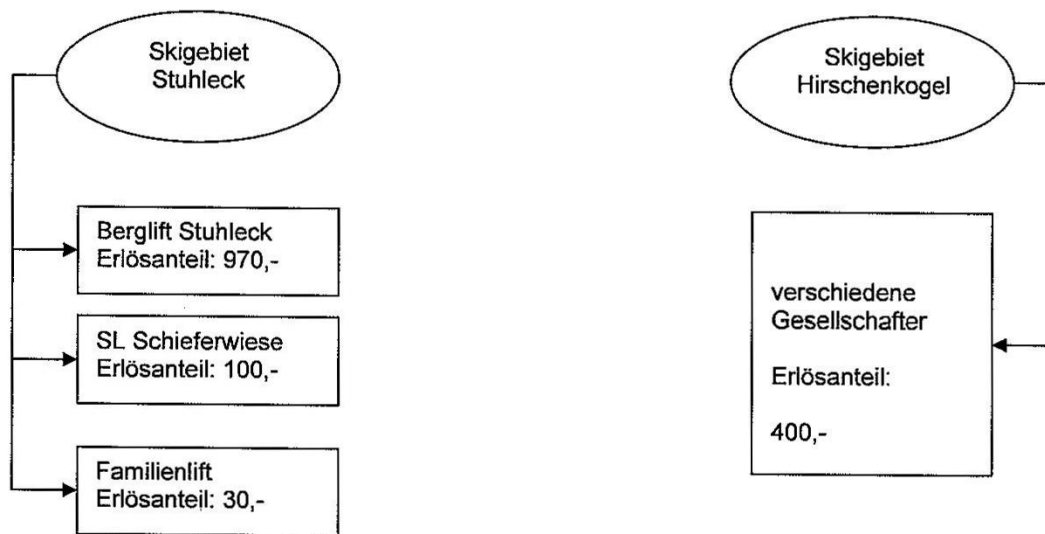 Skigebiet
Stuhleck
Skigebiet
Hirschenkogel
Berglift Stuhleck
Erlösanteil: 970,-
SL Schieferwiese
Erlösanteil: 100,-
Familienlift
Erlösanteil: 30,-
verschiedene
Gesellschafter
Erlösanteil:
400,-